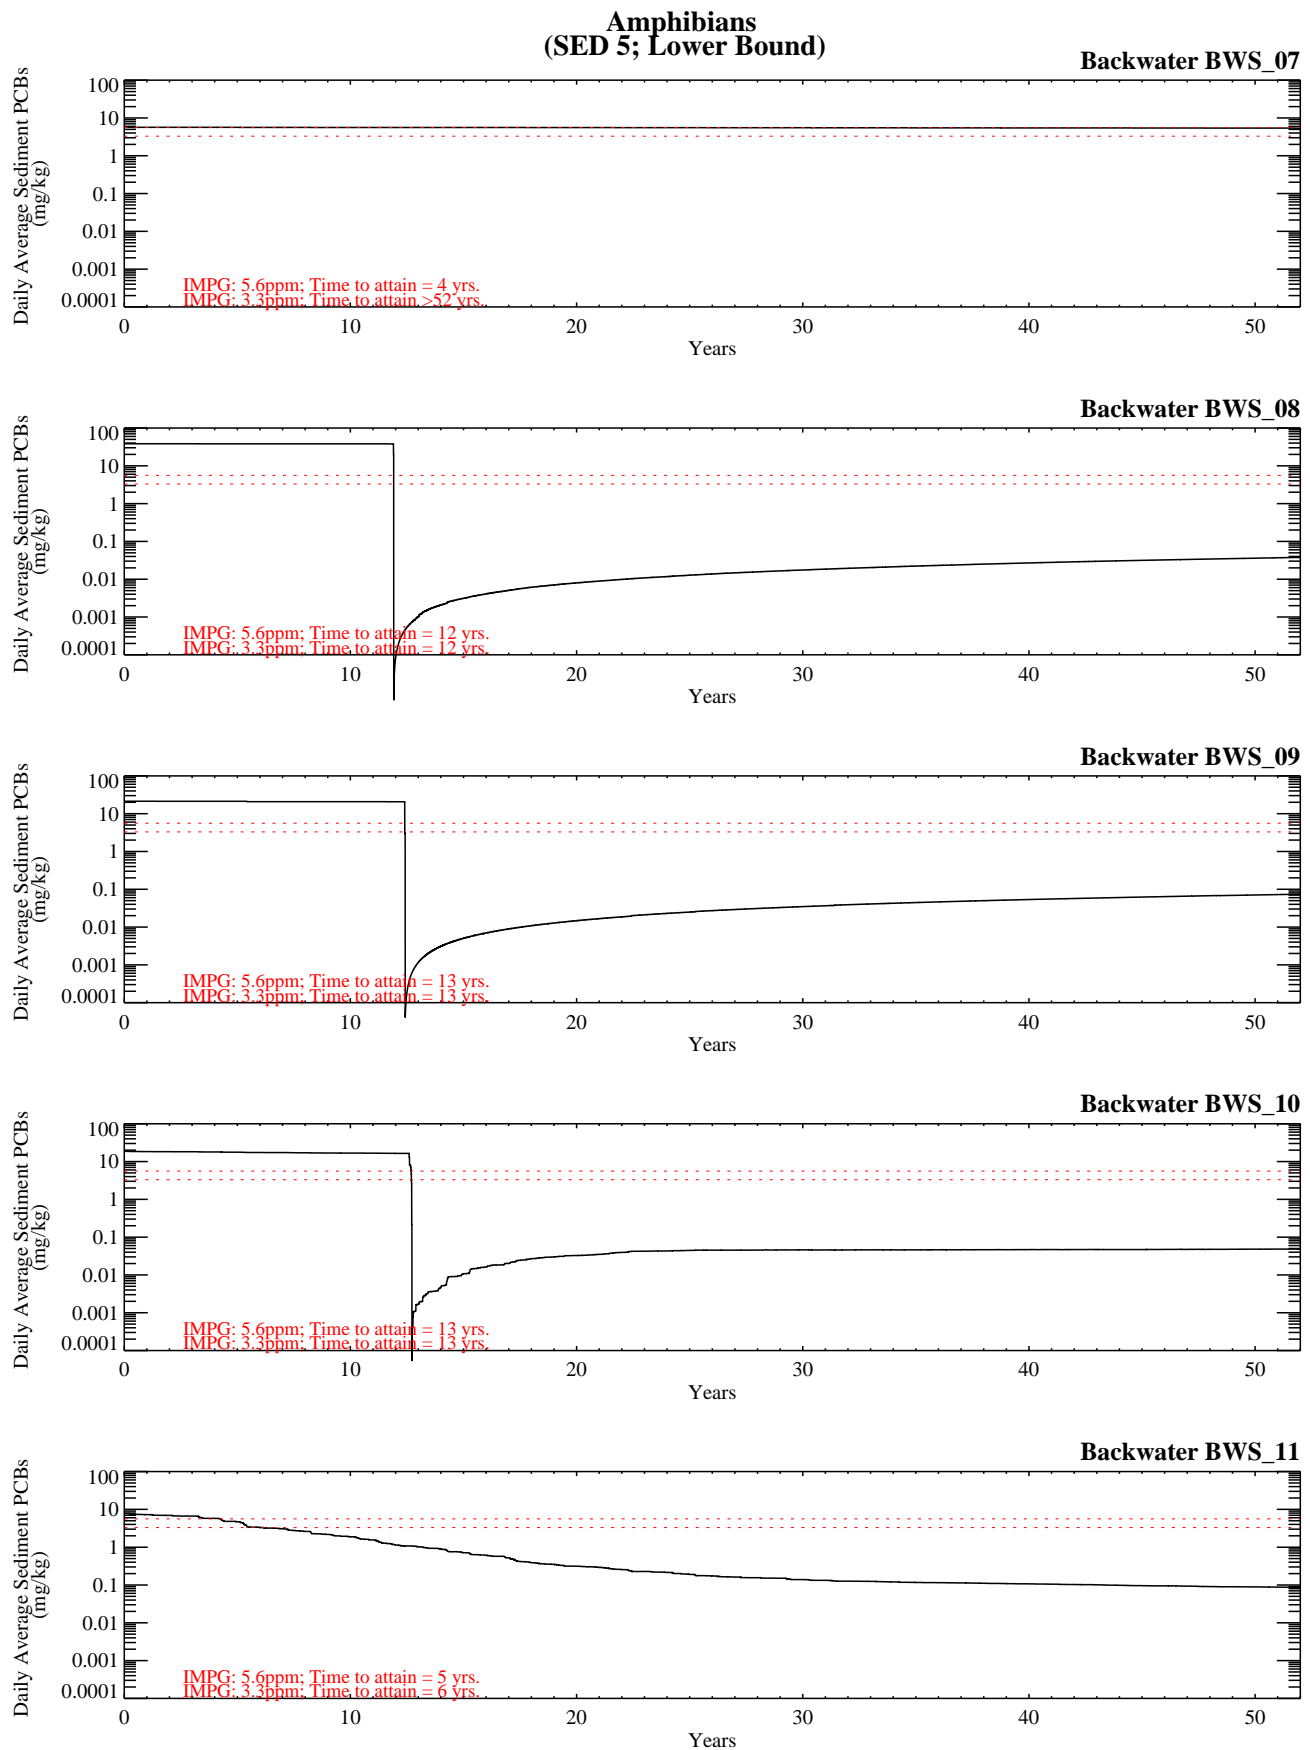 Amphibians
(SED 5; Lower Bound)
Backwater BWS_07
Daily Average Sediment PCBs
(mg/kg)
100
10
1
0.1
0.01
0.001
0.0001
IMPG: 5.6ppm; Time to attain = 4 yrs.
IMPG: 3.3ppm; Time to attain >52 yrs.
0 10 20 30 40 50
Years
Backwater BWS_08
Daily Average Sediment PCBs
(mg/kg)
100
10
1
0.1
0.01
0.001
0.0001
IMPG: 5.6ppm; Time to attain = 12 yrs.
IMPG: 3.3ppm; Time to attain = 12 yrs.
0 10 20 30 40 50
Years
Backwater BWS_09
Daily Average Sediment PCBs
(mg/kg)
100
10
1
0.1
0.01
0.001
0.0001
IMPG: 5.6ppm; Time to attain = 13 yrs.
IMPG: 3.3ppm; Time to attain = 13 yrs.
0 10 20 30 40 50
Years
Backwater BWS_10
Daily Average Sediment PCBs
(mg/kg)
100
10
1
0.1
0.01
0.001
0.0001
IMPG: 5.6ppm; Time to attain = 13 yrs.
IMPG: 3.3ppm; Time to attain = 13 yrs.
0 10 20 30 40 50
Years
Backwater BWS_11
Daily Average Sediment PCBs
(mg/kg)
100
10
1
0.1
0.01
0.001
0.0001
IMPG: 5.6ppm; Time to attain = 5 yrs.
IMPG: 3.3ppm; Time to attain = 6 yrs.
0 10 20 30 40 50
Years